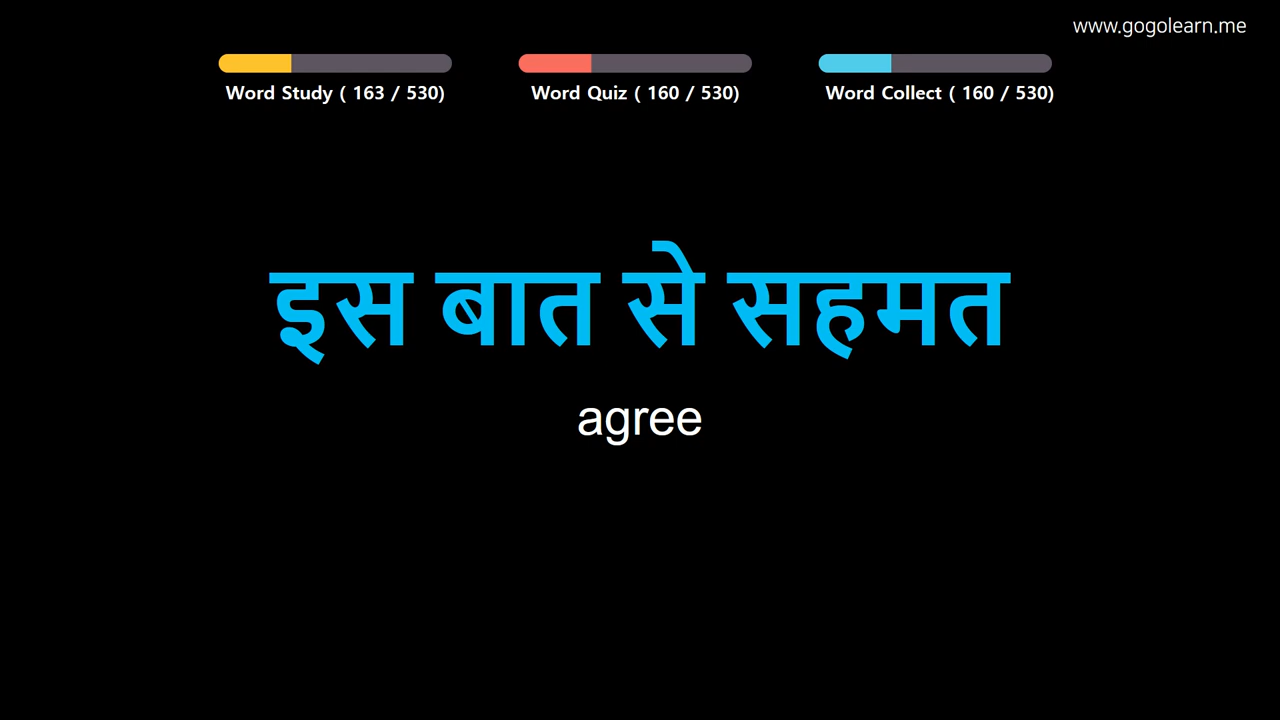 www.gogolearn.me
Word Study ( 163 / 530)
Word Quiz ( 160 / 530)
Word Collect ( 160 / 530)
इस बात से सहमत
agree